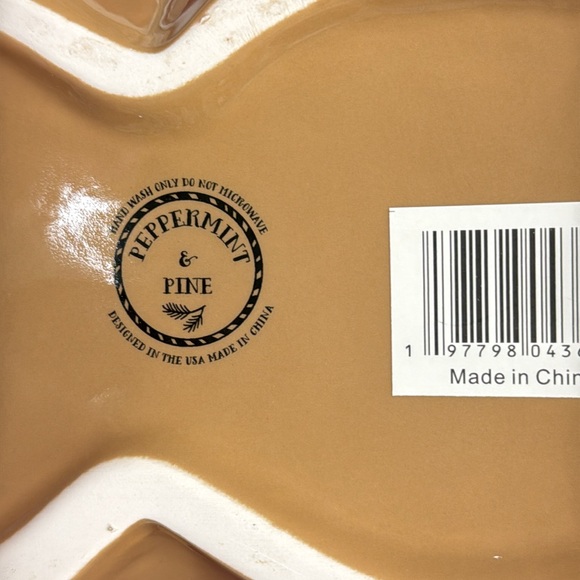 HAND WASH ONLY DO NOT MICROWAVE
PEPPERMINT
&
PINE
DESIGNED IN THE USA MADE IN CHINA
1 97798 043
Made in Chin